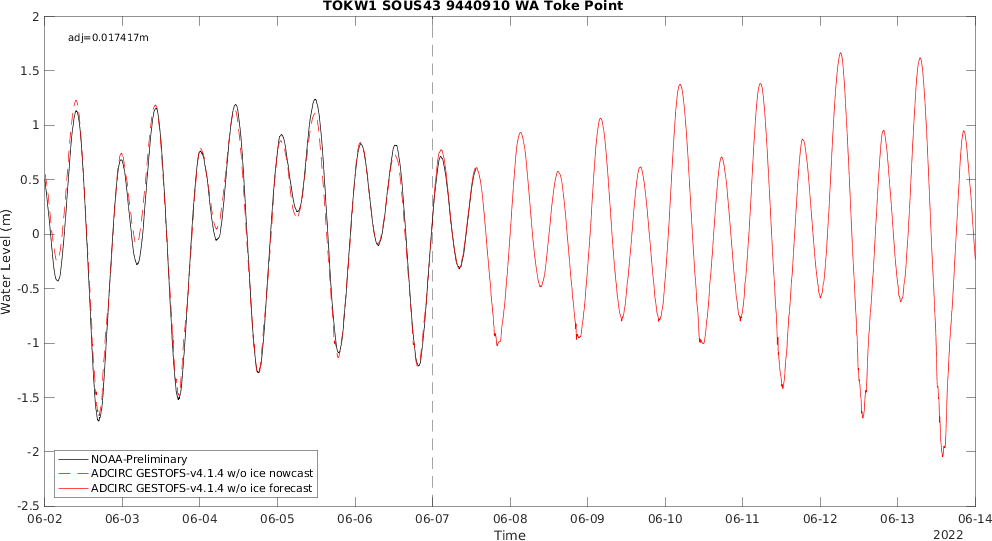 TOKW1 SOUS43 9440910 WA Toke Point
adj=0.017417m
2
1.5
1
0.5
0
-0.5
-1
-1.5
-2
-2.5
Water Level (m)
NOAA-Preliminary
ADCIRC GESTOFS-v4.1.4 w/o ice nowcast
ADCIRC GESTOFS-v4.1.4 w/o ice forecast
06-02 06-03 06-04 06-05 06-06 06-07 06-08 06-09 06-10 06-11 06-12 06-13 06-14
Time
2022